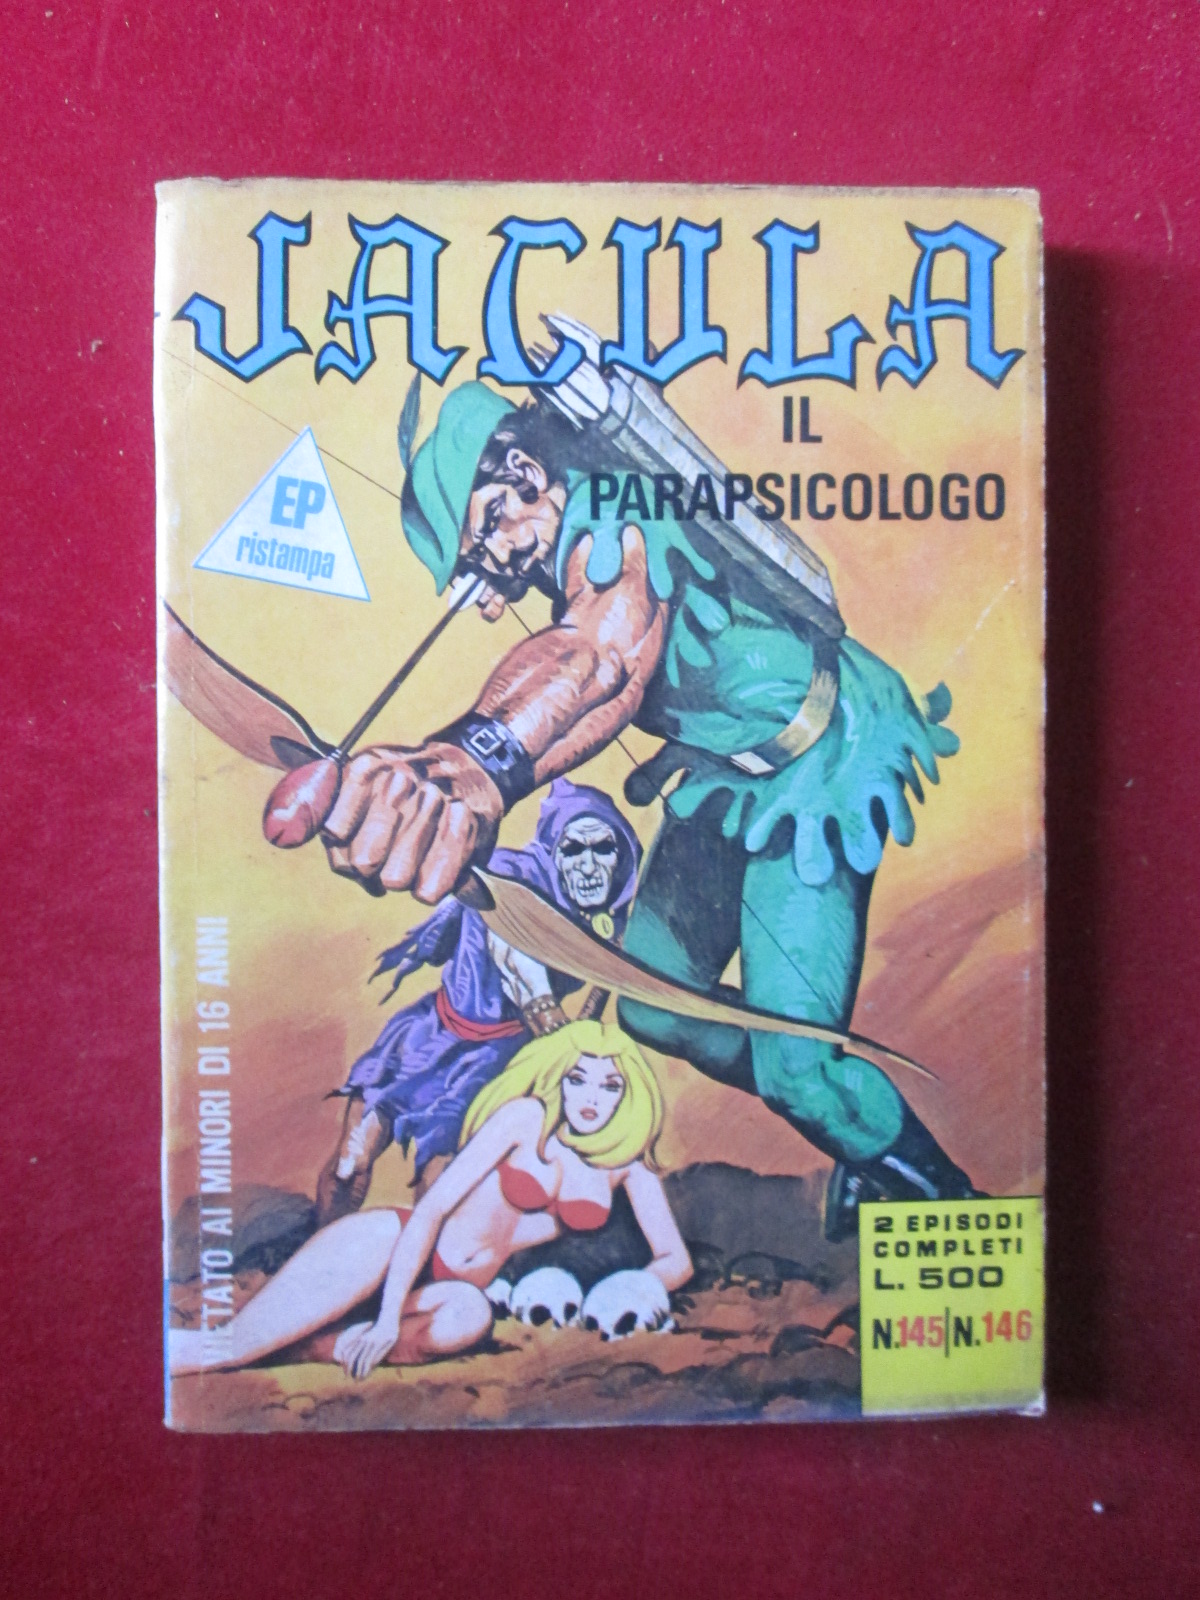 JACULA
IL
PARAPSICOLOGO
EP
ristampa
VIETATO AI MINORI DI 16 ANNI
2 EPISODI
COMPLETI
L. 500
N.145|N.146